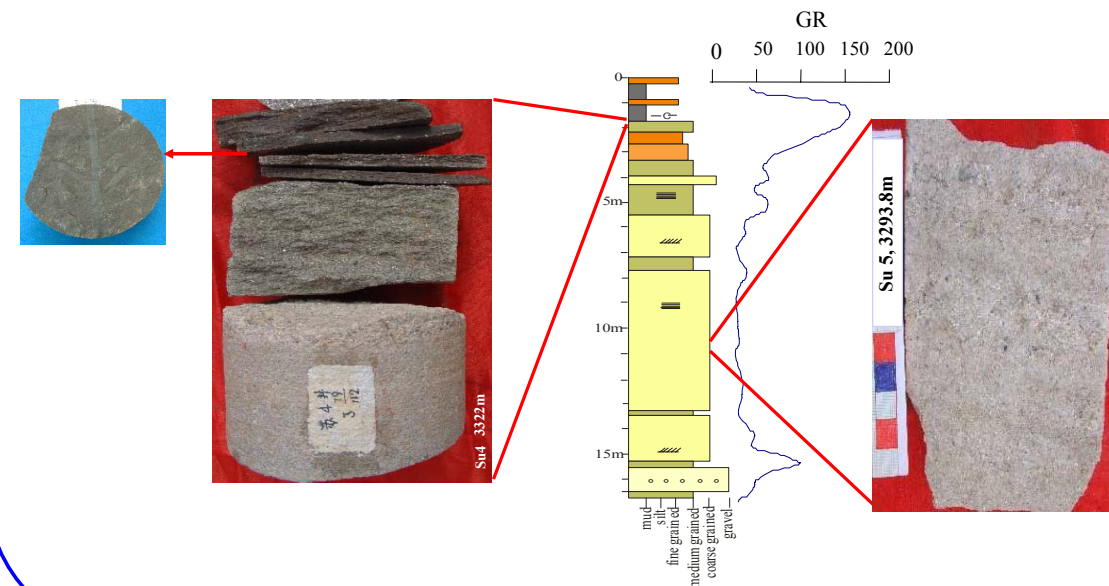 GR
0
50
100
150
200
0
5m
10m
15m
mud
silt
fine grained
medium grained
coarse grained
gravel
Su4 3322m
苏 4 井
3
Su 5, 3293.8m